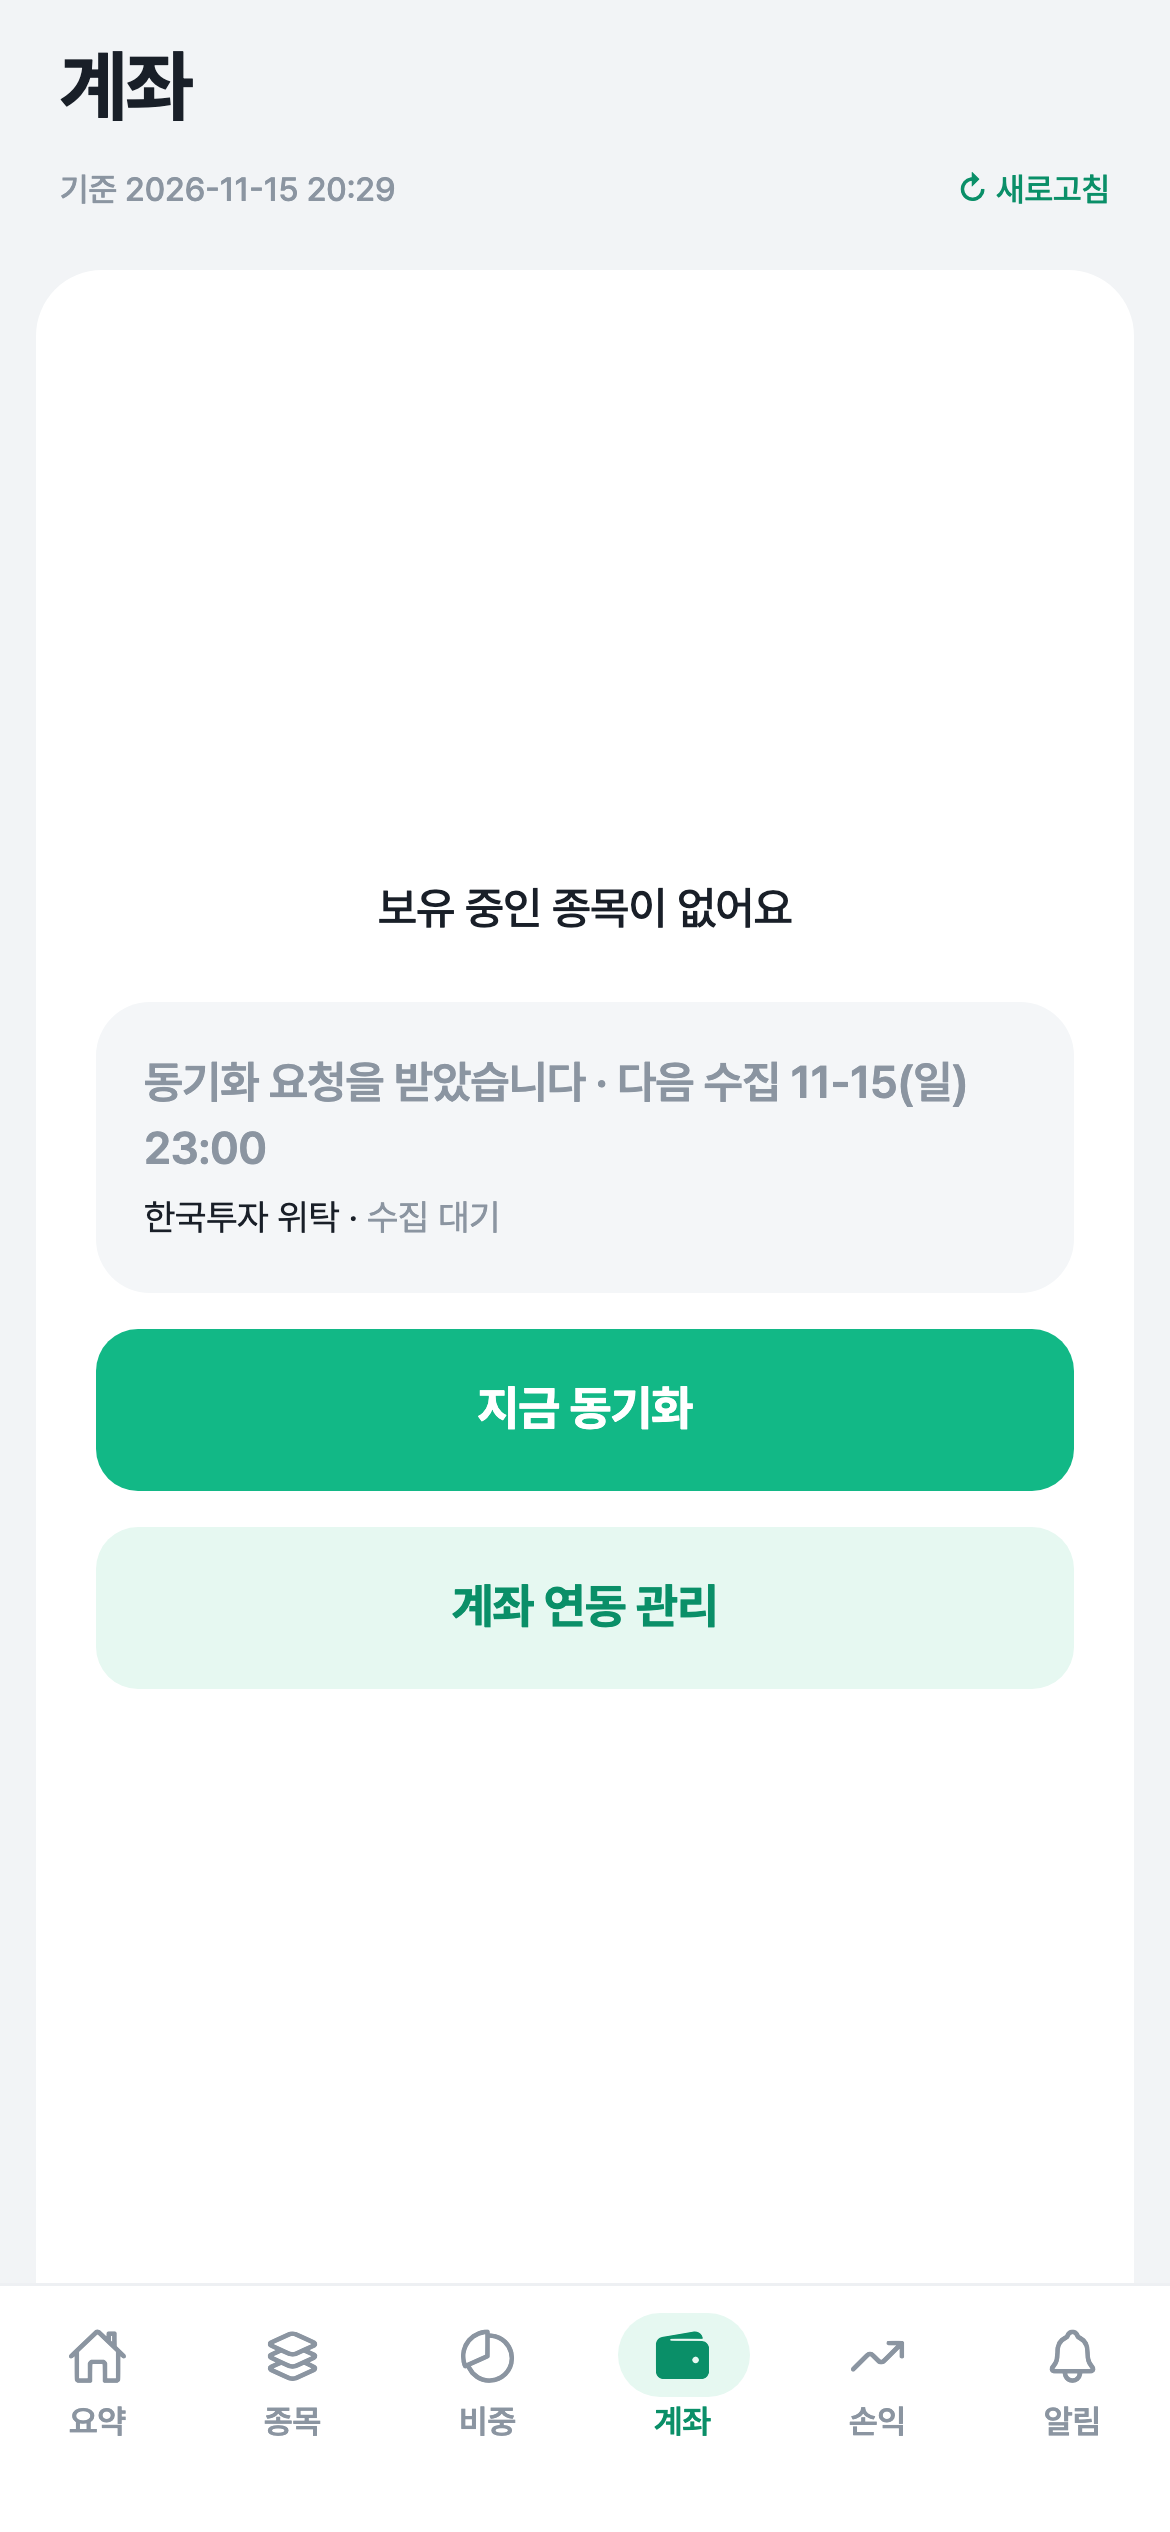 계좌
기준 2026-11-15 20:29
새로고침
보유 중인 종목이 없어요
동기화 요청을 받았습니다 · 다음 수집 11-15(일)
23:00
한국투자 위탁 · 수집 대기
지금 동기화
계좌 연동 관리
요약
종목
비중
계좌
손익
알림